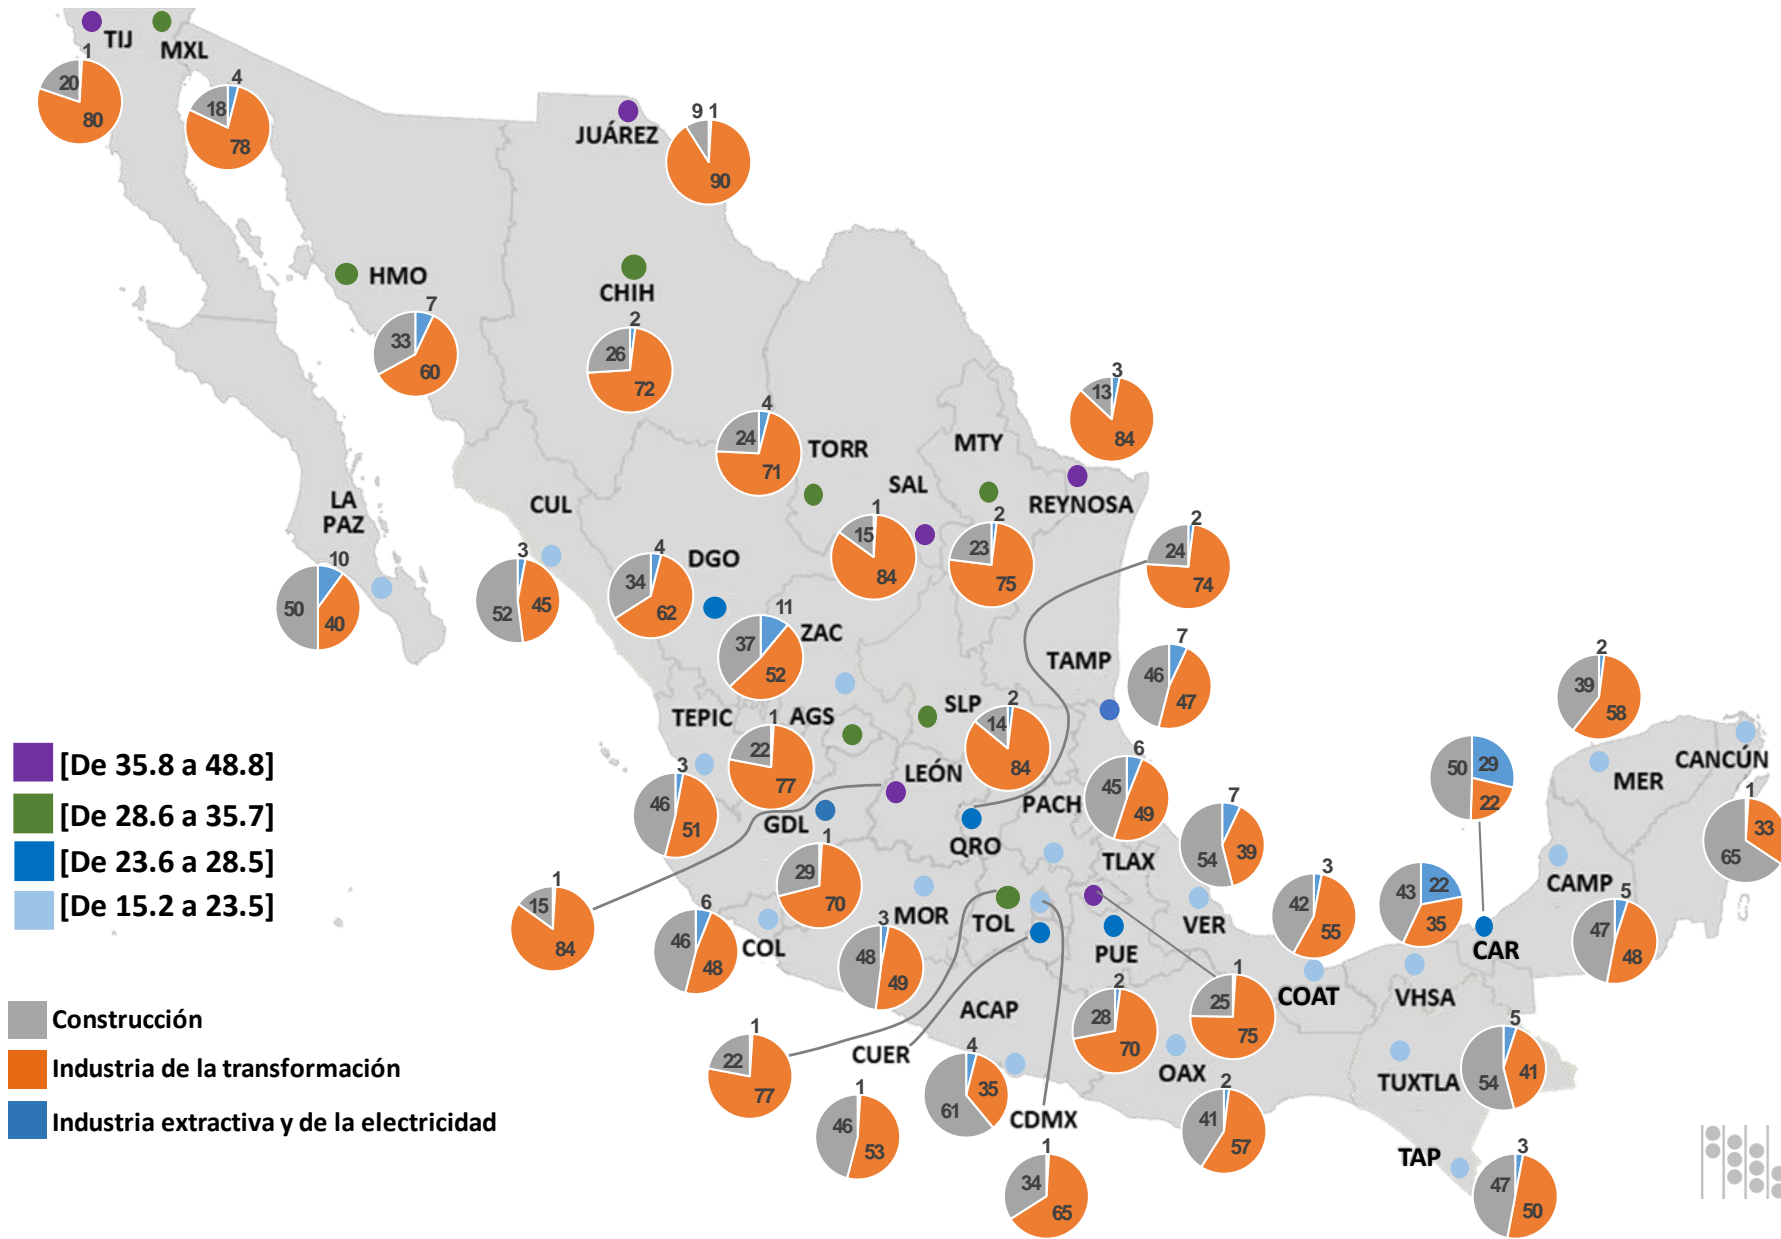 TIJ
MXL
1
20
80
4
18
78
JUÁREZ
9
1
90
HMO
7
33
60
CHIH
2
26
72
3
13
84
4
24
71
TORR
MTY
SAL
REYNOSA
1
15
84
2
23
75
2
24
74
LA
PAZ
10
50
40
CUL
3
52
45
DGO
4
34
62
ZAC
11
37
52
TAMP
7
46
47
2
39
58
MER
CANCÚN
1
33
65
TEPIC
3
46
51
AGS
1
22
77
SLP
2
14
84
LEÓN
GDL
1
29
70
QRO
PACH
6
45
49
TLAX
7
54
39
VER
50
29
22
CAR
CAMP
5
47
48
[De 35.8 a 48.8]
[De 28.6 a 35.7]
[De 23.6 a 28.5]
[De 15.2 a 23.5]
1
15
84
COL
6
46
48
MOR
3
48
49
TOL
PUE
2
28
70
1
25
75
3
42
55
COAT
43
22
35
VHSA
Construcción
Industria de la transformación
Industria extractiva y de la electricidad
1
22
77
CUER
1
46
53
ACAP
4
35
61
CDMX
1
34
65
OAX
2
41
57
TUXTLA
5
54
41
TAP
3
47
50